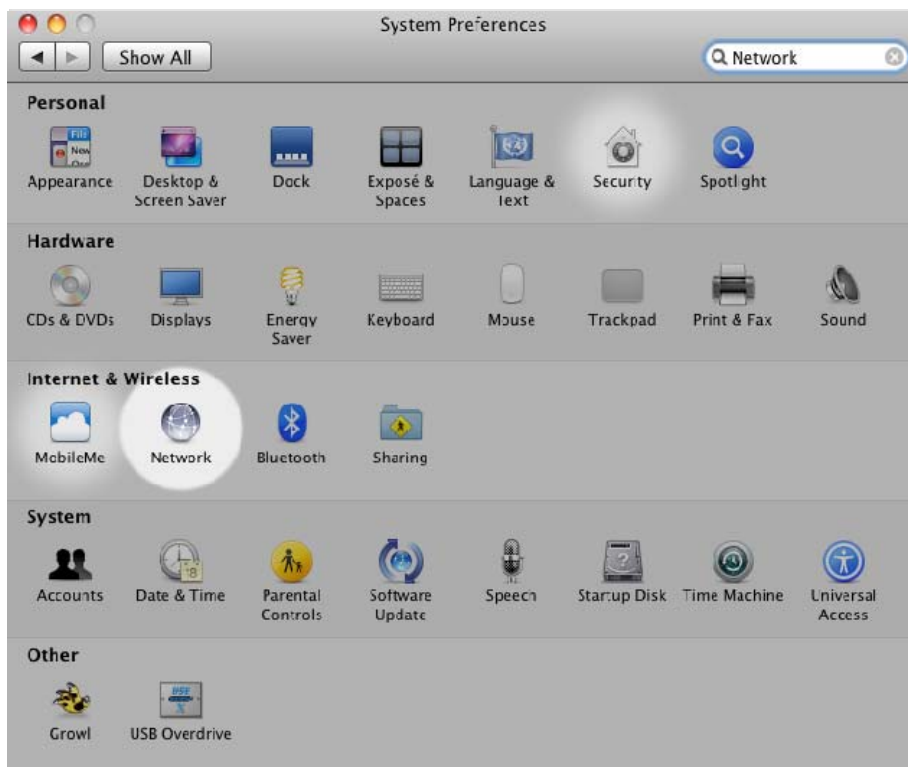 System Preferences
Show All
Network
Personal
Appearance
Desktop &
Screen Saver
Dock
Exposé &
Spaces
Language &
Text
Security
Spotlight
Hardware
CDs & DVDs
Displays
Energy
Saver
Keyboard
Mouse
Trackpad
Print & Fax
Sound
Internet & Wireless
MobileMe
Network
Bluetooth
Sharing
System
Accounts
Date & Time
Parental
Controls
Software
Update
Speech
Startup Disk
Time Machine
Universal
Access
Other
Growl
USB Overdrive